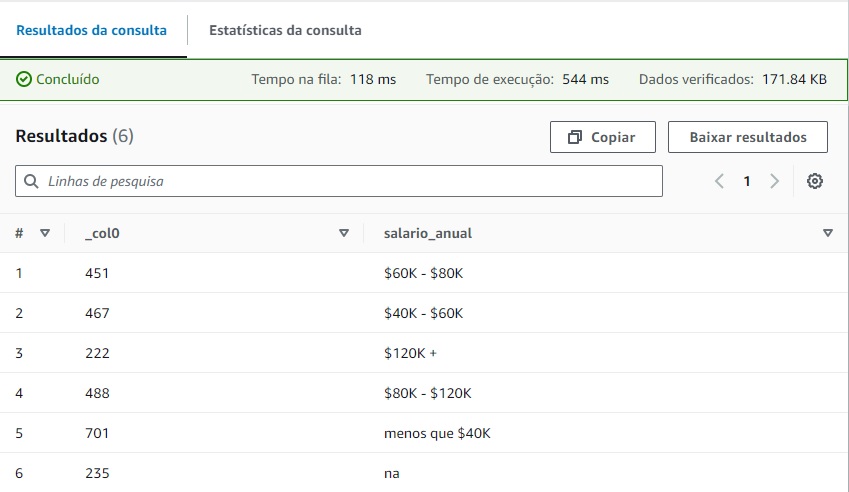 Resultados da consulta Estatísticas da consulta
Concluído Tempo na fila: 118 ms Tempo de execução: 544 ms Dados verificados: 171.84 KB
Resultados (6) Copiar Baixar resultados
Linhas de pesquisa 1
# _col0 salario_anual
1 451 $60K - $80K
2 467 $40K - $60K
3 222 $120K +
4 488 $80K - $120K
5 701 menos que $40K
6 235 na